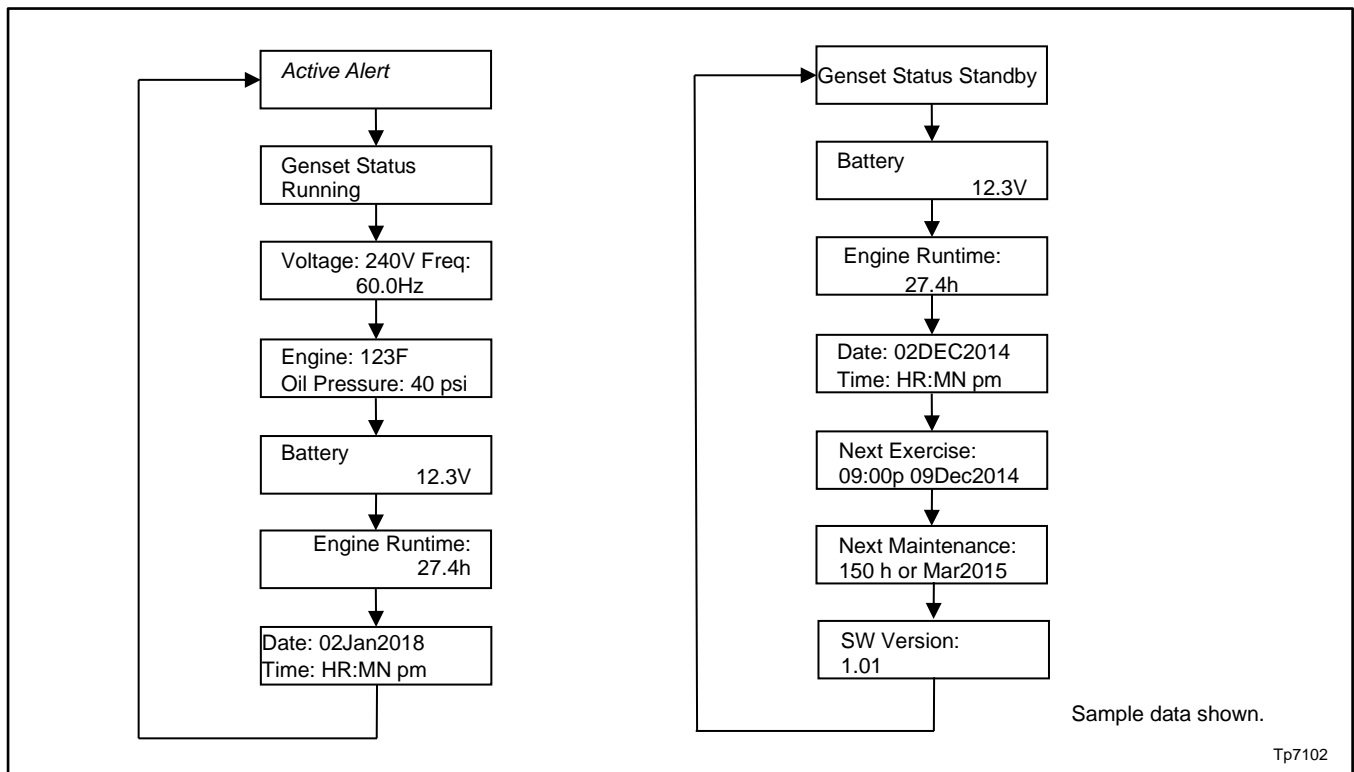 Active Alert
Genset Status
Running
Voltage: 240V Freq:
60.0Hz
Engine: 123F
Oil Pressure: 40 psi
Battery
12.3V
Engine Runtime:
27.4h
Date: 02Jan2018
Time: HR:MN pm
Genset Status Standby
Battery
12.3V
Engine Runtime:
27.4h
Date: 02DEC2014
Time: HR:MN pm
Next Exercise:
09:00p 09Dec2014
Next Maintenance:
150 h or Mar2015
SW Version:
1.01
Sample data shown.
Tp7102